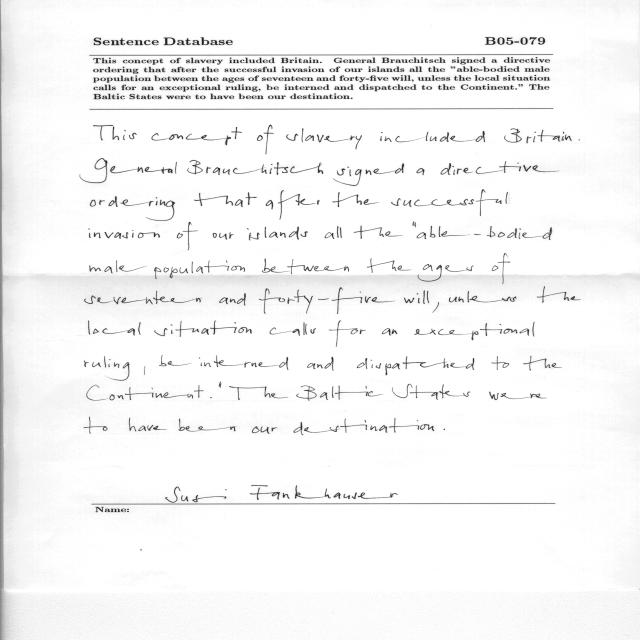 Sentence Database B05-079
This concept of slavery included Britain. General Brauchitsch signed a directive
ordering that after the successful invasion of our islands all the "able-bodied male
population between the ages of seventeen and forty-five will, unless the local situation
calls for an exceptional ruling, be interned and dispatched to the Continent." The
Baltic States were to have been our destination.
This concept of slavery included Britain.
General Brauchitsch signed a directive
ordering that after the successful
invasion of our islands all the "able-bodied
male population between the ages of
seventeen and forty-five will, unless the
local situation calls for an exceptional
ruling, be interned and dispatched to the
Continent." The Baltic States were
to have been our destination.
Susi Fankhauser
Name: